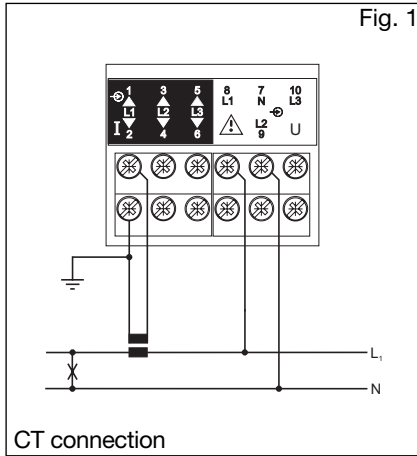 Fig. 1
1 3 5 8 7 10
L1 N L3
L1 L2 L3
I L2 U
2 4 6 9
L₁
N
CT connection